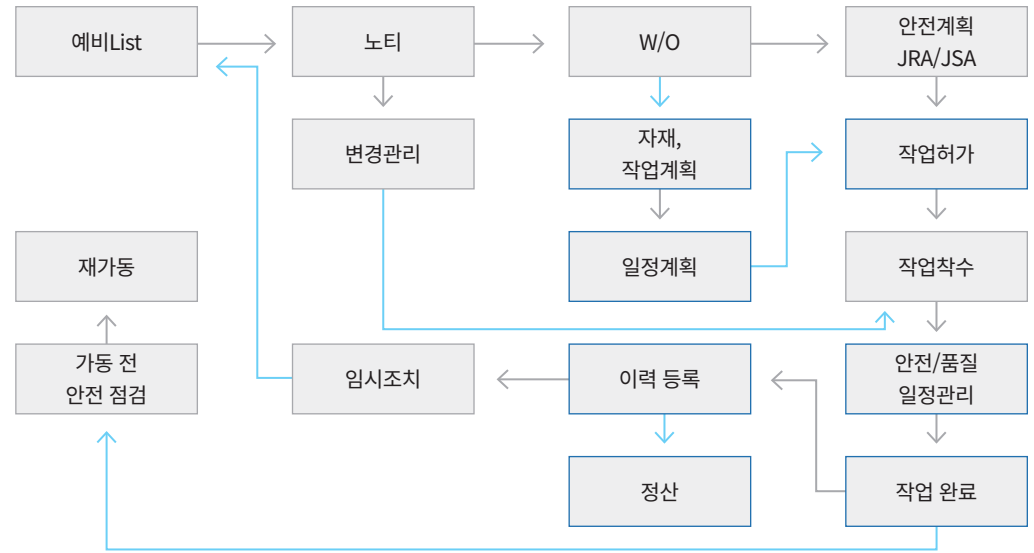 예비List
노티
W/O
안전계획
JRA/JSA
변경관리
자재,
작업계획
작업허가
재가동
일정계획
작업착수
가동 전
안전 점검
임시조치
이력 등록
안전/품질
일정관리
정산
작업 완료